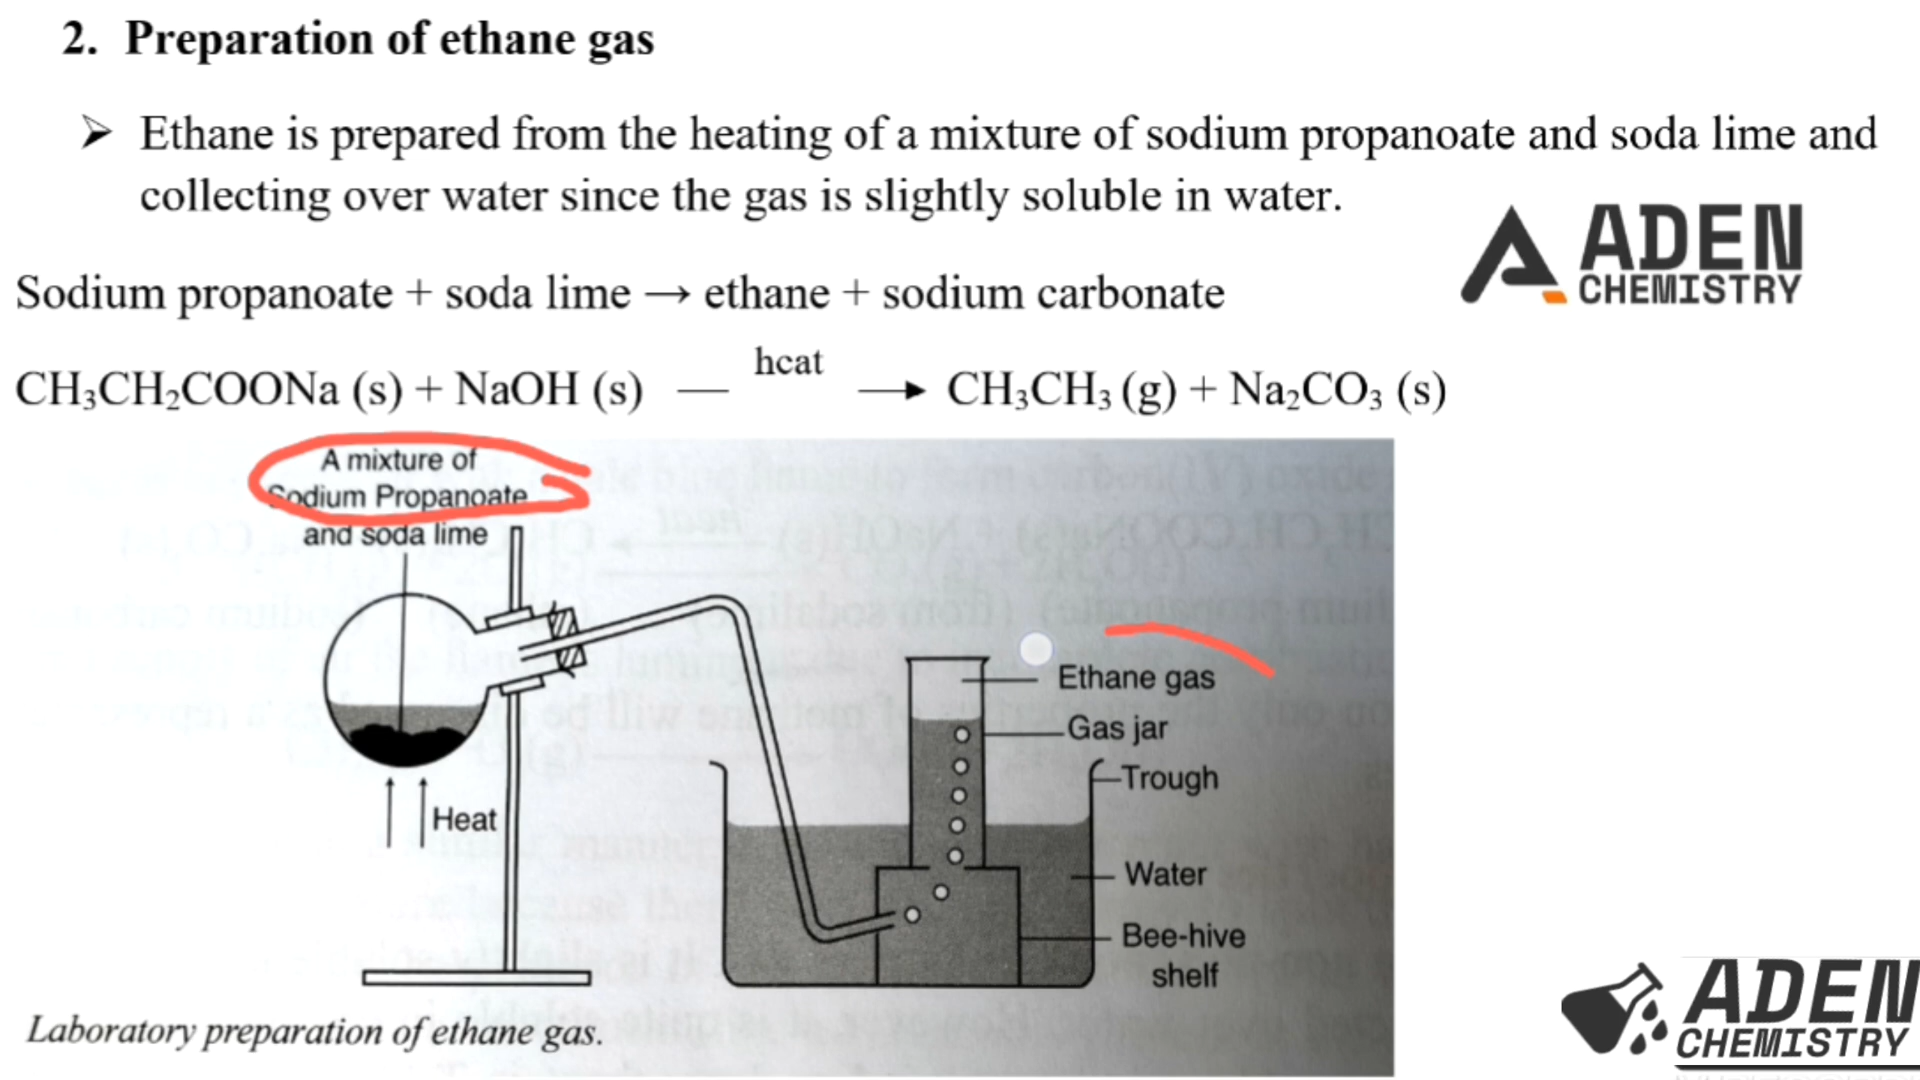 2. Preparation of ethane gas
➢ Ethane is prepared from the heating of a mixture of sodium propanoate and soda lime and
collecting over water since the gas is slightly soluble in water.
ADEN
CHEMISTRY
Sodium propanoate + soda lime → ethane + sodium carbonate
hcat
CH₃CH₂COONa (s) + NaOH (s) — → CH₃CH₃ (g) + Na₂CO₃ (s)
A mixture of
Sodium Propanoate
and soda lime
Ethane gas
Gas jar
Trough
Heat
Water
Bee-hive
shelf
Laboratory preparation of ethane gas.
ADEN
CHEMISTRY